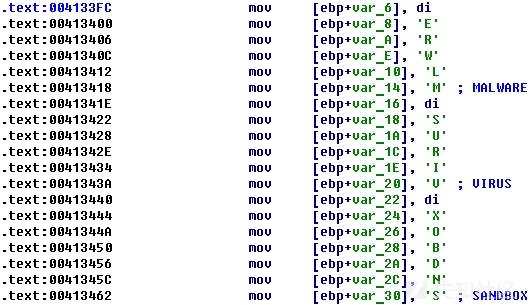 .text:004133FC mov [ebp+var_6], di
.text:00413400 mov [ebp+var_8], 'E'
.text:00413406 mov [ebp+var_A], 'R'
.text:0041340C mov [ebp+var_E], 'W'
.text:00413412 mov [ebp+var_10], 'L'
.text:00413418 mov [ebp+var_14], 'M' ; MALWARE
.text:0041341E mov [ebp+var_16], di
.text:00413422 mov [ebp+var_18], 'S'
.text:00413428 mov [ebp+var_1A], 'U'
.text:0041342E mov [ebp+var_1C], 'R'
.text:00413434 mov [ebp+var_1E], 'I'
.text:0041343A mov [ebp+var_20], 'V' ; VIRUS
.text:00413440 mov [ebp+var_22], di
.text:00413444 mov [ebp+var_24], 'X'
.text:0041344A mov [ebp+var_26], 'O'
.text:00413450 mov [ebp+var_28], 'B'
.text:00413456 mov [ebp+var_2A], 'D'
.text:0041345C mov [ebp+var_2C], 'N'
.text:00413462 mov [ebp+var_30], 'S' ; SANDBOX